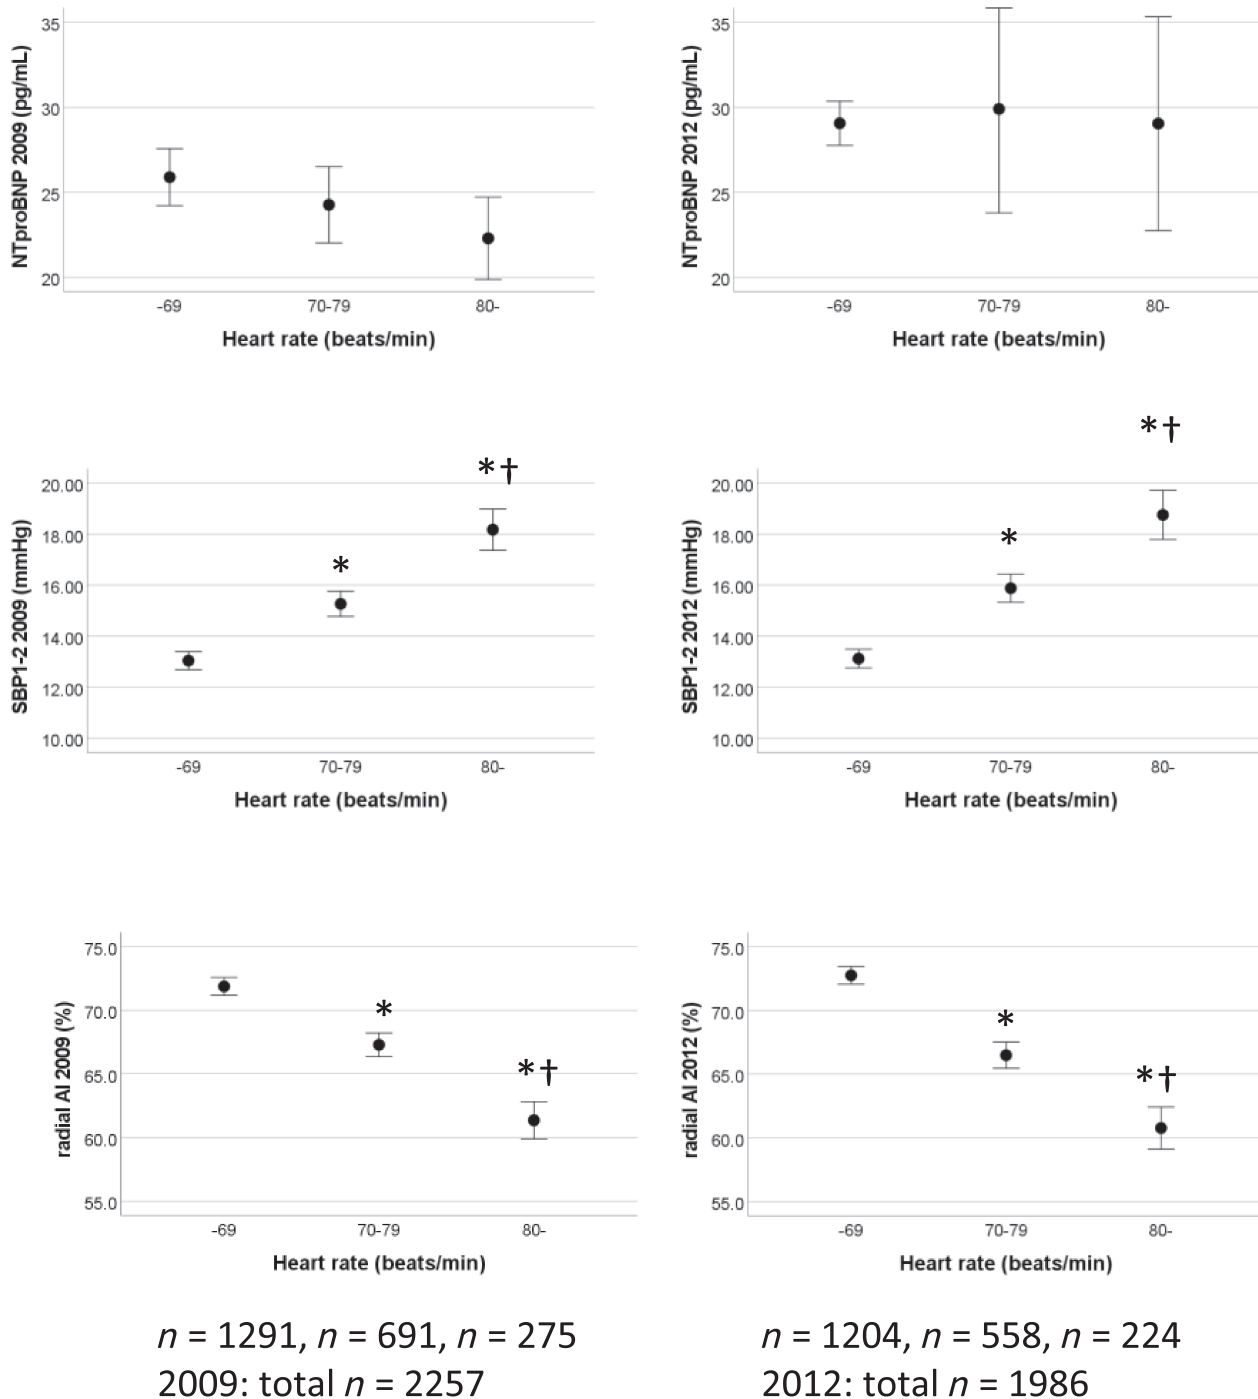 NTproBNP 2009 (pg/mL)
35
30
25
20
-69 70-79 80-
Heart rate (beats/min)
NTproBNP 2012 (pg/mL)
35
30
25
20
-69 70-79 80-
Heart rate (beats/min)
SBP1-2 2009 (mmHg)
20.00
18.00
16.00
14.00
12.00
10.00
*
*†
-69 70-79 80-
Heart rate (beats/min)
SBP1-2 2012 (mmHg)
20.00
18.00
16.00
14.00
12.00
10.00
*
*†
-69 70-79 80-
Heart rate (beats/min)
radial AI 2009 (%)
75.0
70.0
65.0
60.0
55.0
*
*†
-69 70-79 80-
Heart rate (beats/min)
radial AI 2012 (%)
75.0
70.0
65.0
60.0
55.0
*
*†
-69 70-79 80-
Heart rate (beats/min)
n = 1291, n = 691, n = 275
2009: total n = 2257
n = 1204, n = 558, n = 224
2012: total n = 1986